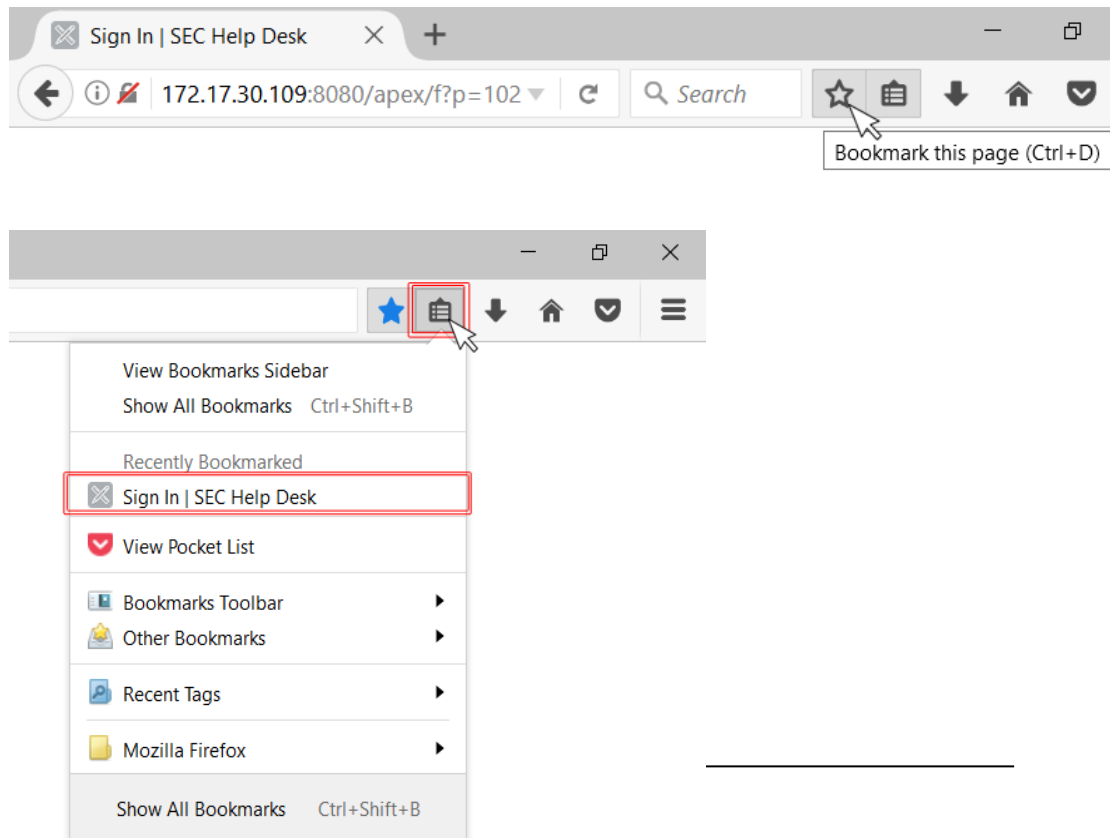 Sign In | SEC Help Desk
172.17.30.109:8080/apex/f?p=102 Search
Bookmark this page (Ctrl+D)
View Bookmarks Sidebar
Show All Bookmarks Ctrl+Shift+B
Recently Bookmarked
Sign In | SEC Help Desk
View Pocket List
Bookmarks Toolbar
Other Bookmarks
Recent Tags
Mozilla Firefox
Show All Bookmarks Ctrl+Shift+B